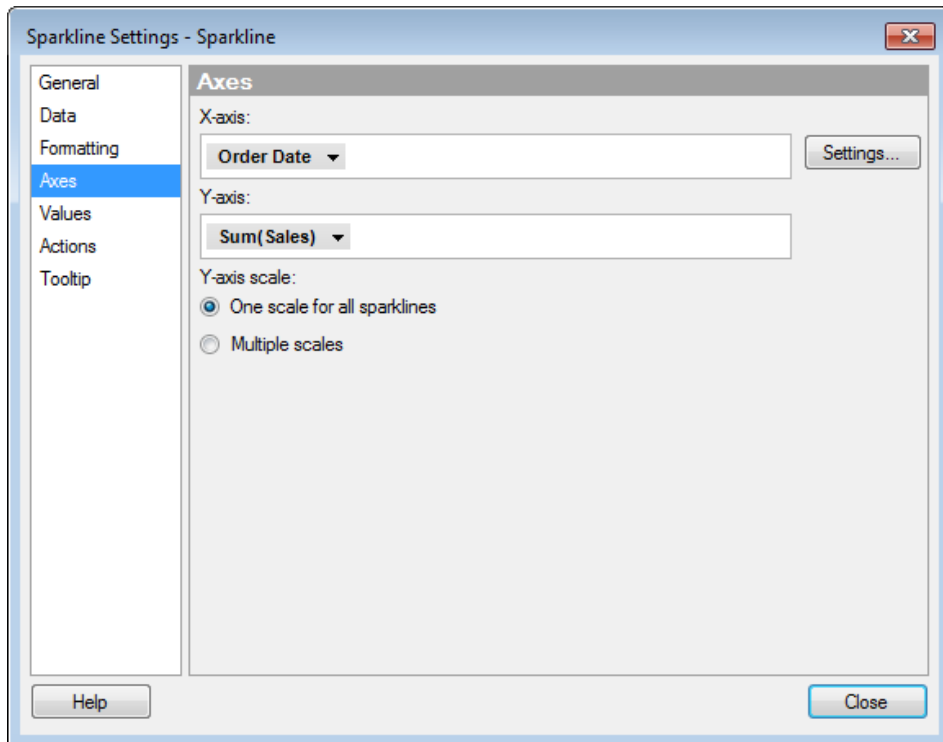 Sparkline Settings - Sparkline
General
Data
Formatting
Axes
Values
Actions
Tooltip
Axes
X-axis:
Order Date
Settings...
Y-axis:
Sum(Sales)
Y-axis scale:
One scale for all sparklines
Multiple scales
Help
Close